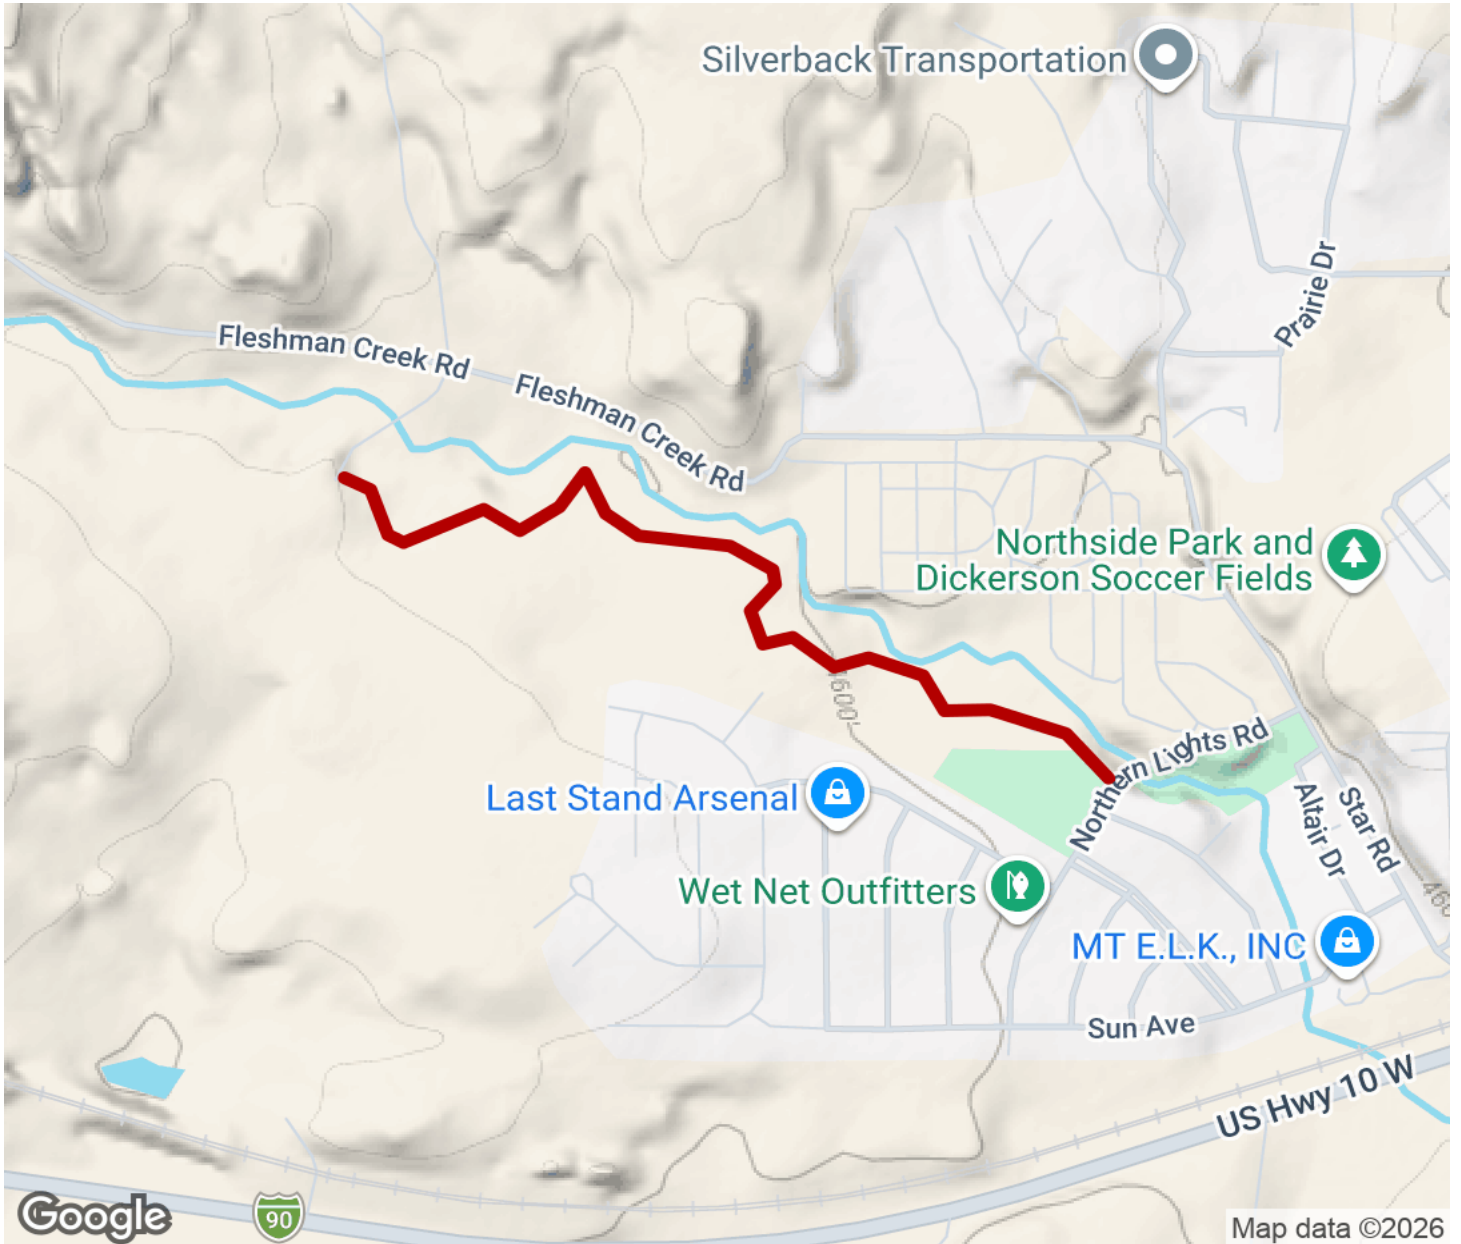 Silverback Transportation
Prairie Dr
Fleshman Creek Rd
Fleshman Creek Rd
Northside Park and
Dickerson Soccer Fields
4600'
Northern Lights Rd
Last Stand Arsenal
Altair Dr
Star Rd
Wet Net Outfitters
460
MT E.L.K., INC
Sun Ave
US Hwy 10 W
Google
90
Map data ©2026